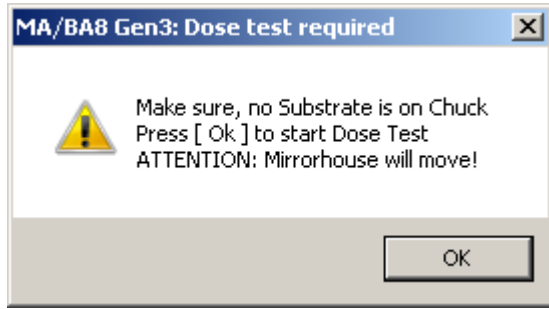 MA/BA8 Gen3: Dose test required
Make sure, no Substrate is on Chuck
Press [ Ok ] to start Dose Test
ATTENTION: Mirrorhouse will move!
OK